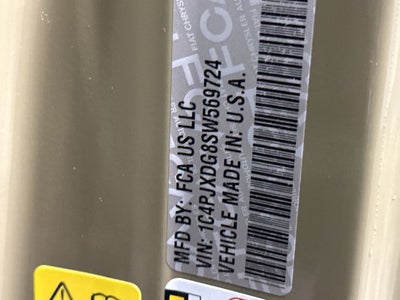 MFD BY: FCA US LLC
VIN: 1C4PJXDG8SW569724
VEHICLE MADE IN: U.S.A.